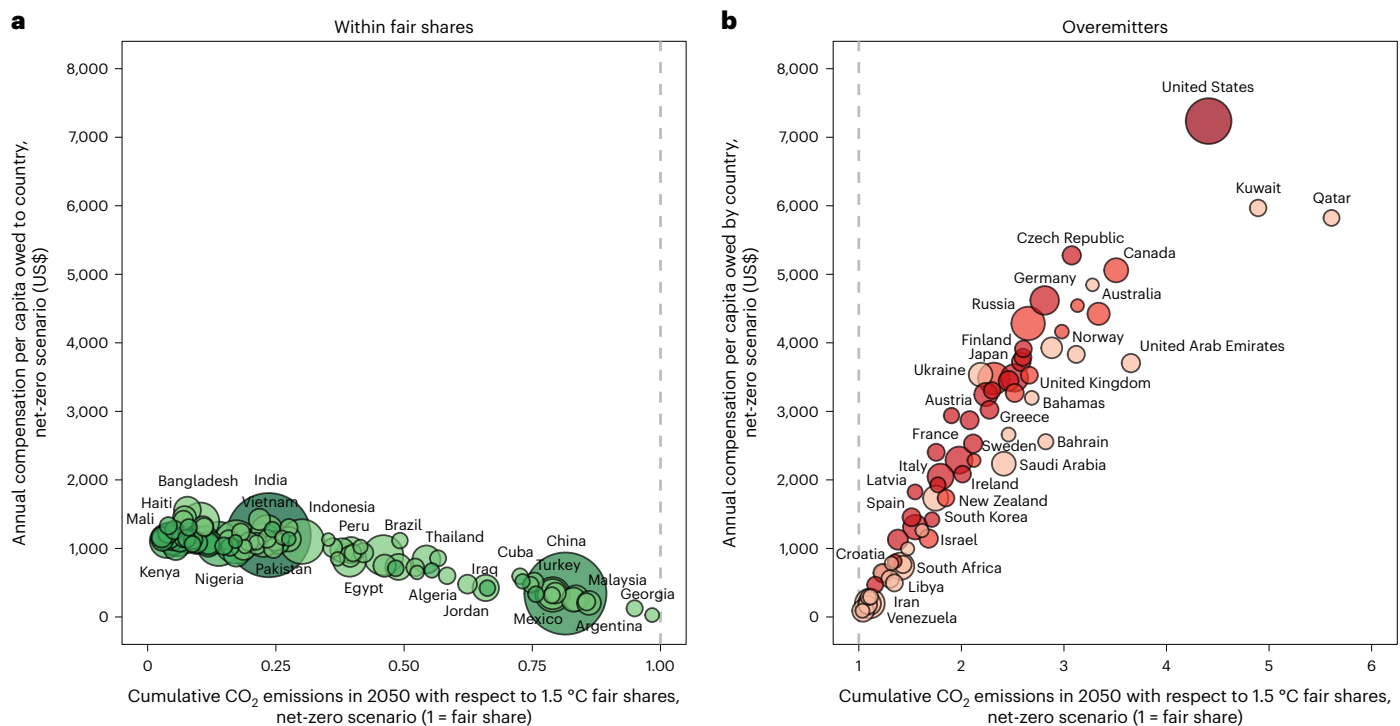 a
Within fair shares
Annual compensation per capita owed to country,
net-zero scenario (US$)
8,000
7,000
6,000
5,000
4,000
3,000
2,000
1,000
0
Bangladesh
India
Haiti
Vietnam
Indonesia
Mali
Peru
Brazil
Thailand
China
Cuba
Kenya
Nigeria
Pakistan
Egypt
Iraq
Turkey
Algeria
Malaysia
Jordan
Georgia
Mexico
Argentina
0
0.25
0.50
0.75
1.00
Cumulative CO₂ emissions in 2050 with respect to 1.5 °C fair shares,
net-zero scenario (1 = fair share)
b
Overemitters
Annual compensation per capita owed by country,
net-zero scenario (US$)
8,000
7,000
6,000
5,000
4,000
3,000
2,000
1,000
0
United States
Kuwait
Qatar
Czech Republic
Canada
Germany
Australia
Russia
Norway
Finland
Japan
United Arab Emirates
Ukraine
United Kingdom
Austria
Bahamas
Greece
France
Sweden
Bahrain
Italy
Saudi Arabia
Latvia
Ireland
Spain
New Zealand
South Korea
Israel
Croatia
South Africa
Libya
Iran
Venezuela
1
2
3
4
5
6
Cumulative CO₂ emissions in 2050 with respect to 1.5 °C fair shares,
net-zero scenario (1 = fair share)